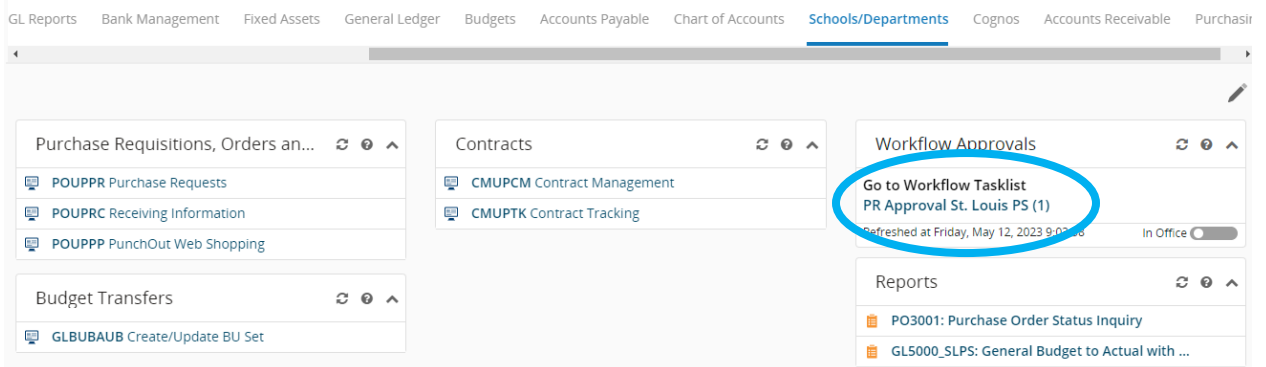 GL Reports Bank Management Fixed Assets General Ledger Budgets Accounts Payable Chart of Accounts Schools/Departments Cognos Accounts Receivable Purchasin
Purchase Requisitions, Orders an...
POUPPR Purchase Requests
POUPRC Receiving Information
POUPPP PunchOut Web Shopping
Budget Transfers
GLBUBAUB Create/Update BU Set
Contracts
CMUPCM Contract Management
CMUPTK Contract Tracking
Workflow Approvals
Go to Workflow Tasklist
PR Approval St. Louis PS (1)
Refreshed at Friday, May 12, 2023 In Office
Reports
PO3001: Purchase Order Status Inquiry
GL5000_SLPS: General Budget to Actual with ...